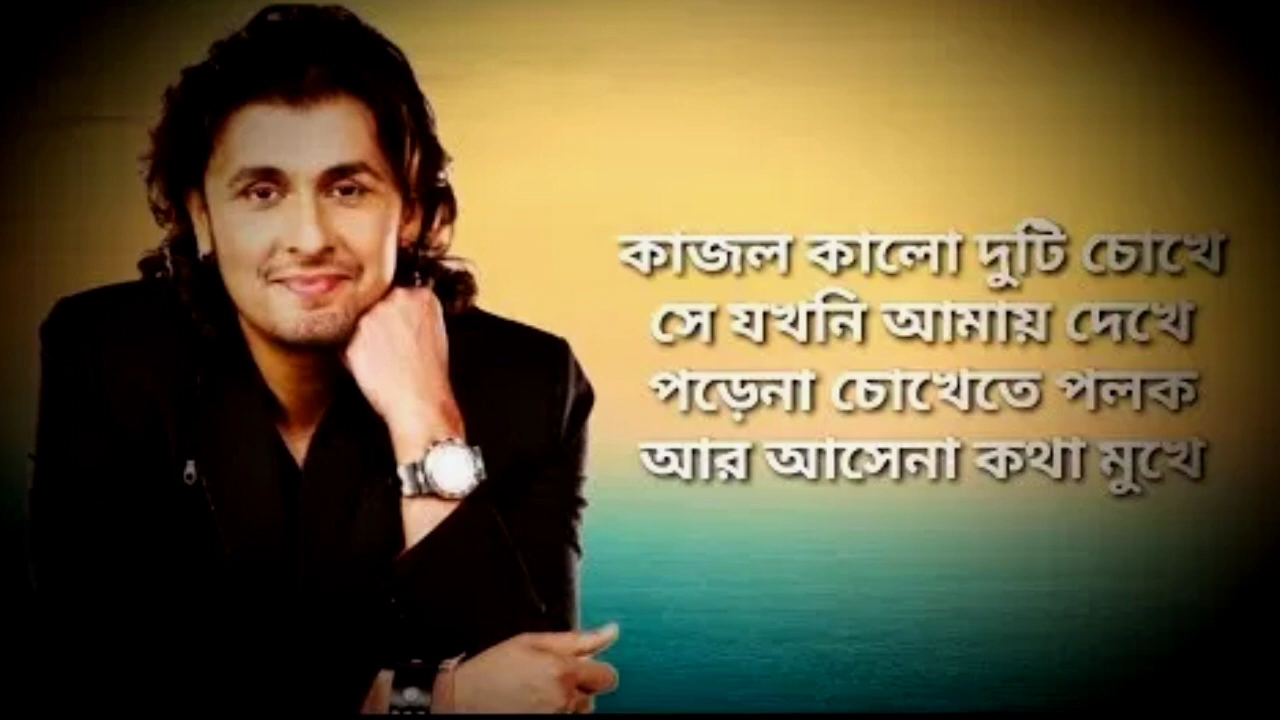 কাজল কালো দুটি চোখে
সে যখনি আমায় দেখে
পড়েনা চোখেতে পলক
আর আসেনা কথা মুখে